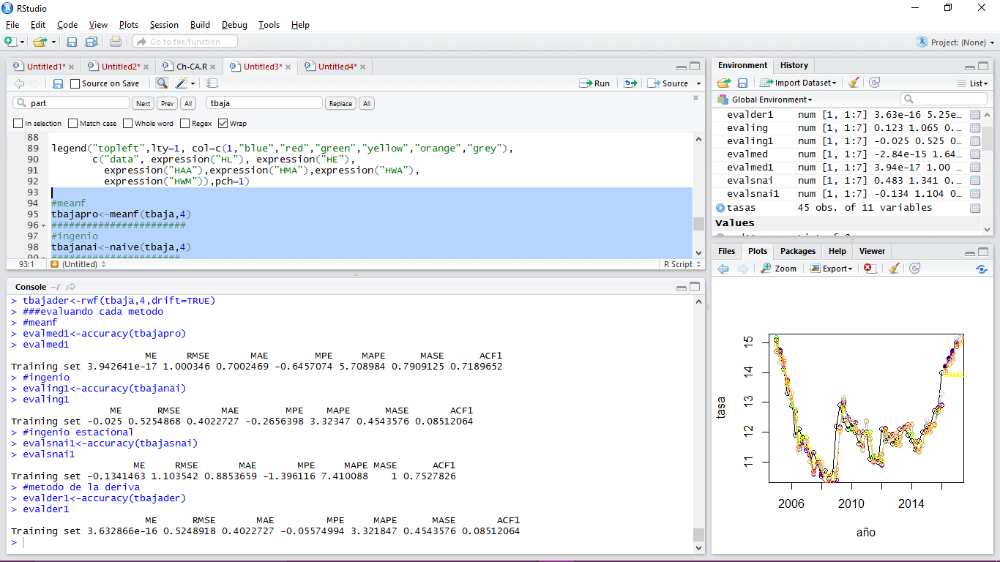 RStudio
File Edit Code View Plots Session Build Debug Tools Help
Go to file/function
Project: (None)
Untitled1* Untitled2* Ch-CA.R Untitled3* Untitled4*
Source on Save Run Source
part Next Prev All tbaja Replace All
In selection Match case Whole word Regex Wrap
88
89 legend("topleft",lty=1, col=c(1,"blue","red","green","yellow","orange","grey"),
90 c("data", expression("HL"), expression("HE"),
91 expression("HAA"),expression("HMA"),expression("HWA"),
92 expression("HWM")),pch=1)
93
94 #meanf
95 tbajapro<-meanf(tbaja,4)
96 #######################
97 #ingenio
98 tbajanai<-naive(tbaja,4)
99 ######################
93:1 (Untitled) R Script
Console ~/
> tbajader<-rwf(tbaja,4,drift=TRUE)
> ###evaluando cada metodo
> #meanf
> evalmed1<-accuracy(tbajapro)
> evalmed1
ME RMSE MAE MPE MAPE MASE ACF1
Training set 3.942641e-17 1.000346 0.7002469 -0.6457074 5.708984 0.7909125 0.7189652
> #ingenio
> evaling1<-accuracy(tbajanai)
> evaling1
ME RMSE MAE MPE MAPE MASE ACF1
Training set -0.025 0.5254868 0.4022727 -0.2656398 3.32347 0.4543576 0.08512064
> #ingenio estacional
> evalsnai1<-accuracy(tbajasnai)
> evalsnai1
ME RMSE MAE MPE MAPE MASE ACF1
Training set -0.1341463 1.103542 0.8853659 -1.396116 7.410088 1 0.7527826
> #metodo de la deriva
> evalder1<-accuracy(tbajader)
> evalder1
ME RMSE MAE MPE MAPE MASE ACF1
Training set 3.632866e-16 0.5248918 0.4022727 -0.05574994 3.321847 0.4543576 0.08512064
>
Environment History
Import Dataset List
Global Environment
evalder1 num [1, 1:7] 3.63e-16 5.25e…
evaling num [1, 1:7] 0.123 1.065 0.…
evaling1 num [1, 1:7] -0.025 0.525 0…
evalmed num [1, 1:7] -2.84e-15 1.64…
evalmed1 num [1, 1:7] 3.94e-17 1.00 …
evalsnai num [1, 1:7] 0.483 1.341 0.…
evalsnai1 num [1, 1:7] -0.134 1.104 0…
tasas 45 obs. of 11 variables
Values
Files Plots Packages Help Viewer
Zoom Export
15
14
13
12
11
tasa
2006 2010 2014
año